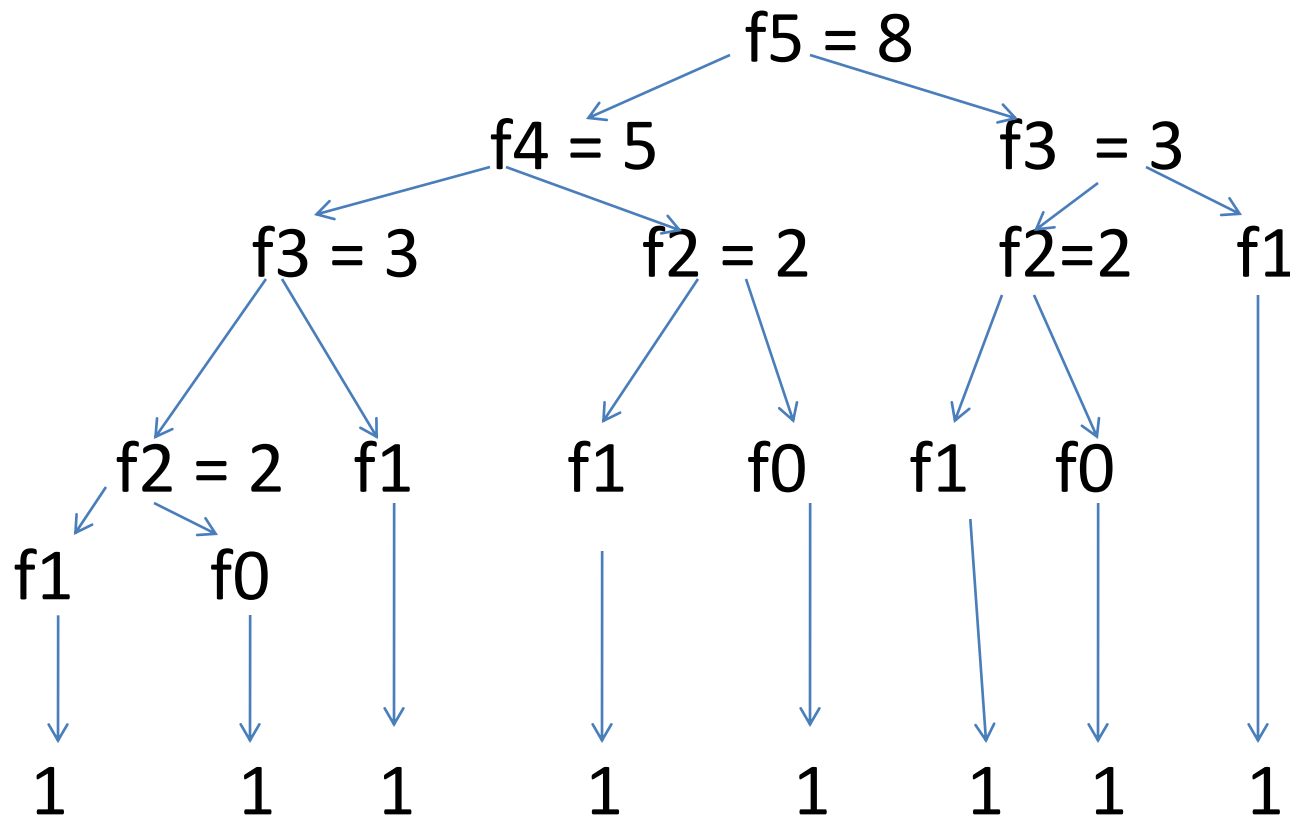 f5 = 8
f4 = 5 f3 = 3
f3 = 3 f2 = 2 f2=2 f1
f2 = 2 f1 f1 f0 f1 f0
f1 f0
1 1 1 1 1 1 1 1